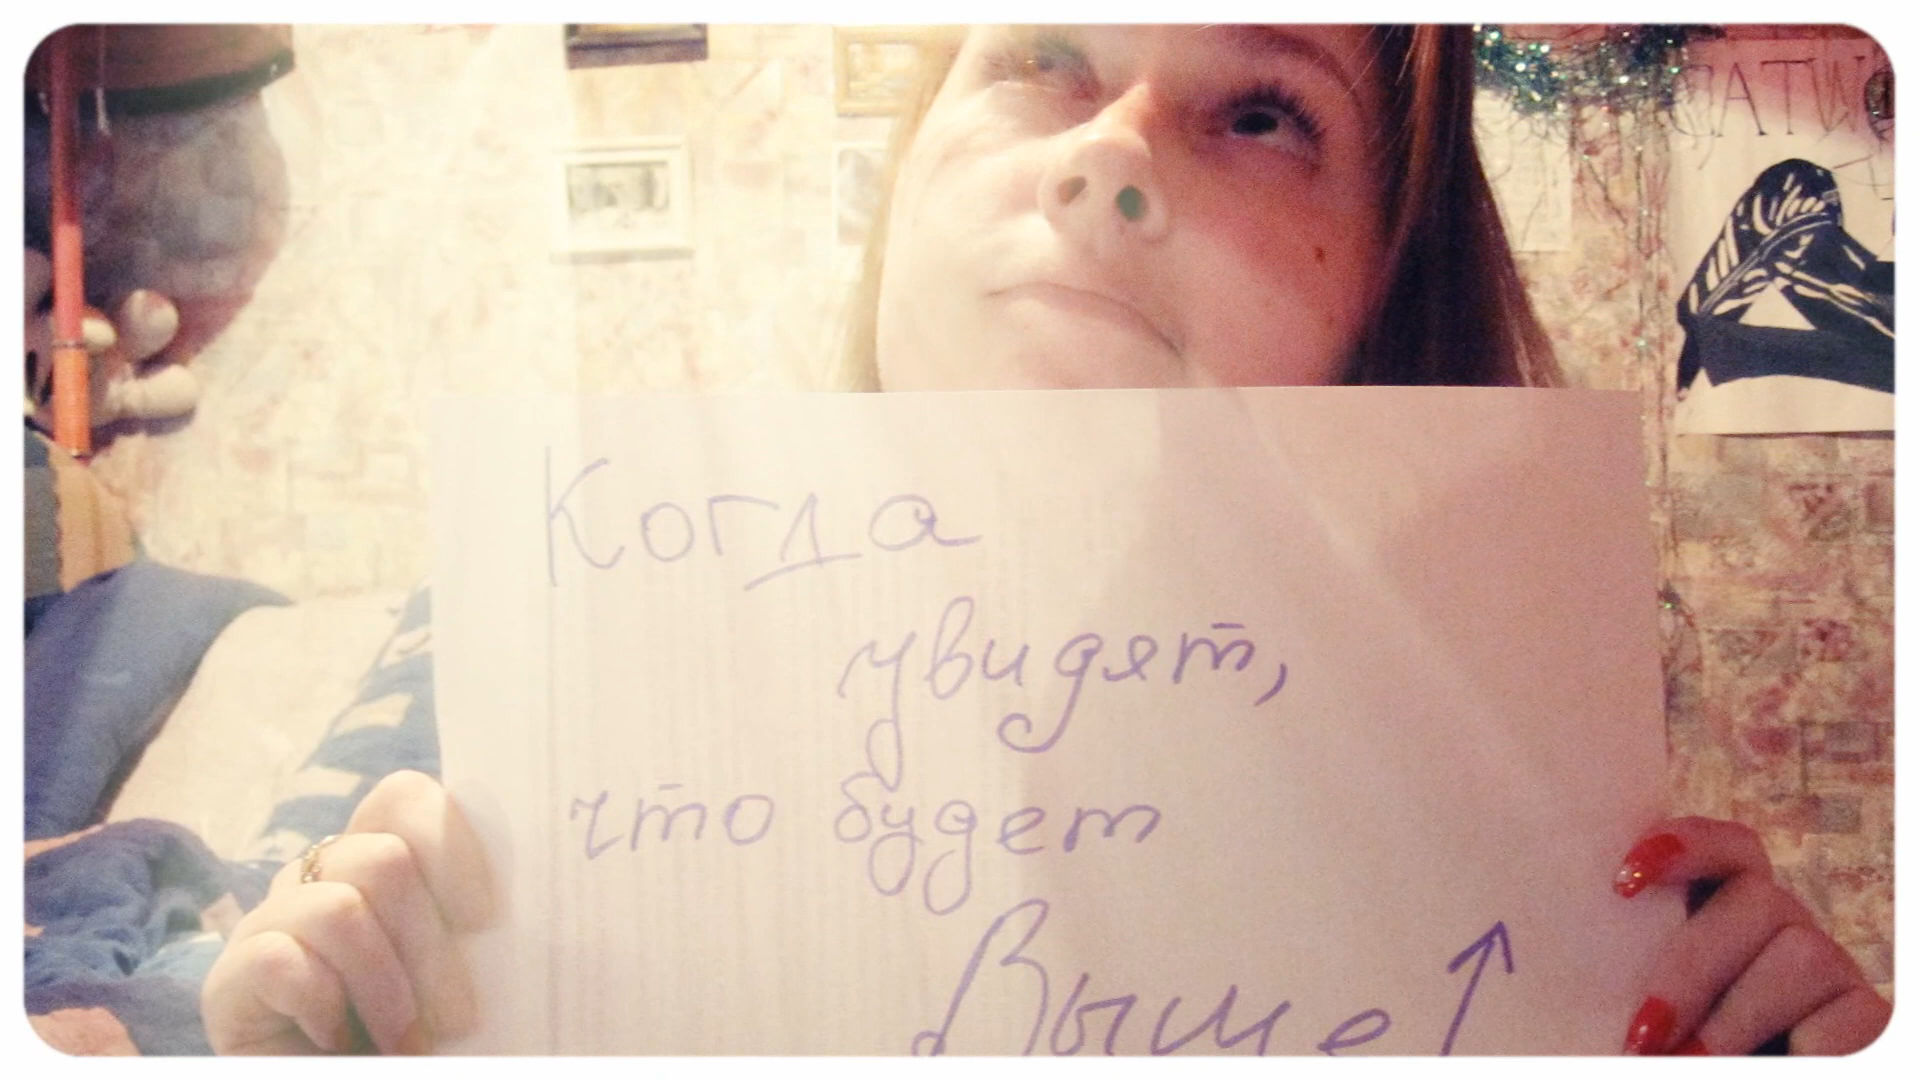 Когда
увидят,
что будет
Выше ↑